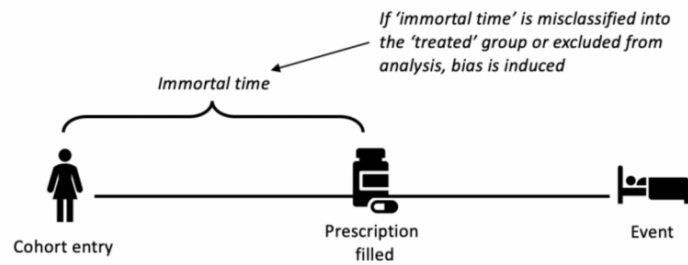 If ‘immortal time’ is misclassified into
the ‘treated’ group or excluded from
analysis, bias is induced
Immortal time
Cohort entry
Prescription
filled
Event